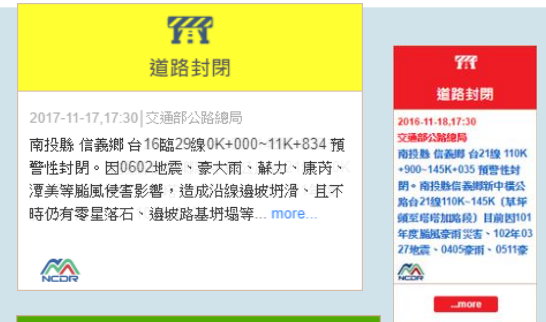 道路封閉
2017-11-17,17:30|交通部公路總局
南投縣 信義鄉 台16臨29線0K+000~11K+834 預
警性封閉。因0602地震、豪大雨、蘇力、康芮、
潭美等颱風侵害影響，造成沿線邊坡坍滑、且不
時仍有零星落石、邊坡路基坍塌等... more...
NCDR
道路封閉
2016-11-18,17:30
交通部公路總局
南投縣 信義鄉 台21線 110K
+900~145K+035 預警性封
閉。南投縣信義鄉新中橫公
路台21線110K~145K（草坪
頭至塔塔加路段）目前因101
年度颱風豪雨災害、102年03
27地震、0405豪雨、0511豪
NCDR
...more